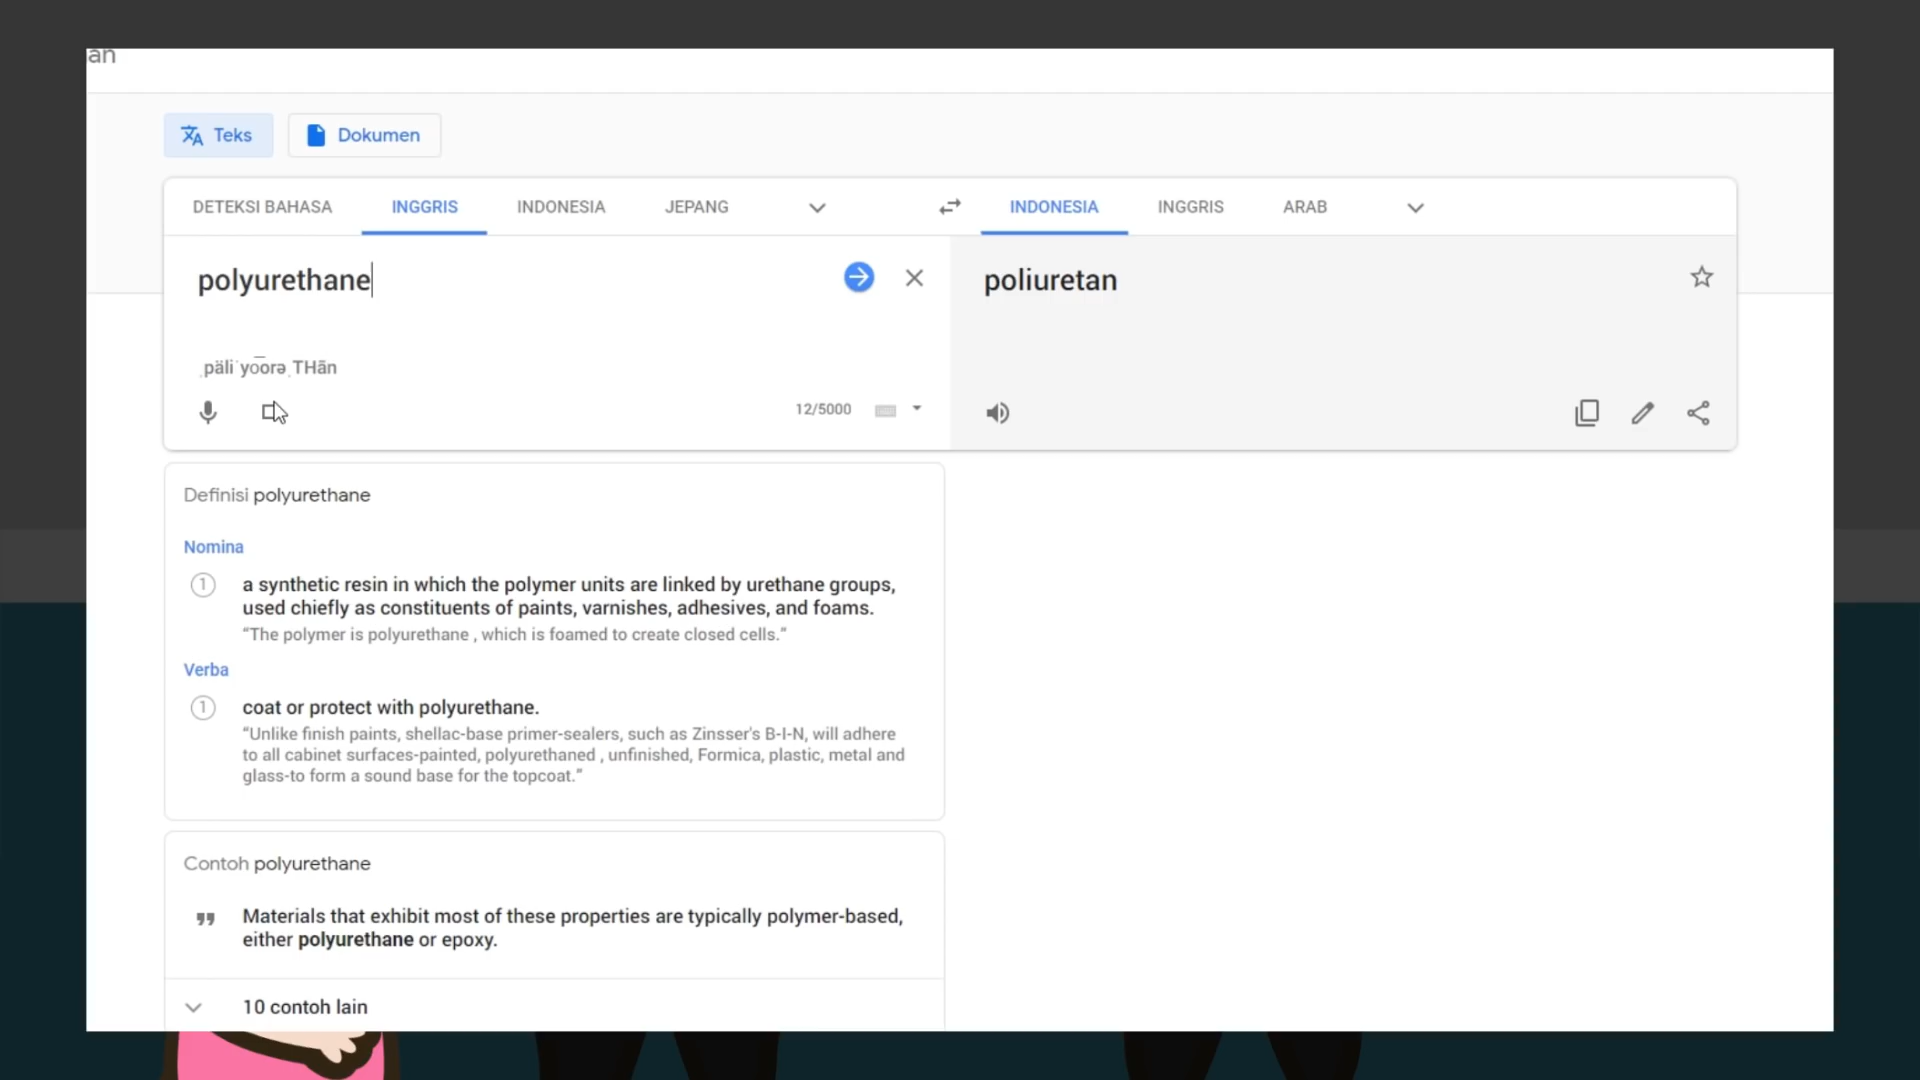 an
Teks Dokumen
DETEKSI BAHASA INGGRIS INDONESIA JEPANG INDONESIA INGGRIS ARAB
polyurethane poliuretan
ˌpäliˈyo͞orəˌTHān
12/5000
Definisi polyurethane
Nomina
1 a synthetic resin in which the polymer units are linked by urethane groups,
used chiefly as constituents of paints, varnishes, adhesives, and foams.
“The polymer is polyurethane , which is foamed to create closed cells.”
Verba
1 coat or protect with polyurethane.
“Unlike finish paints, shellac-base primer-sealers, such as Zinsser's B-I-N, will adhere
to all cabinet surfaces-painted, polyurethaned , unfinished, Formica, plastic, metal and
glass-to form a sound base for the topcoat.”
Contoh polyurethane
Materials that exhibit most of these properties are typically polymer-based,
either polyurethane or epoxy.
10 contoh lain